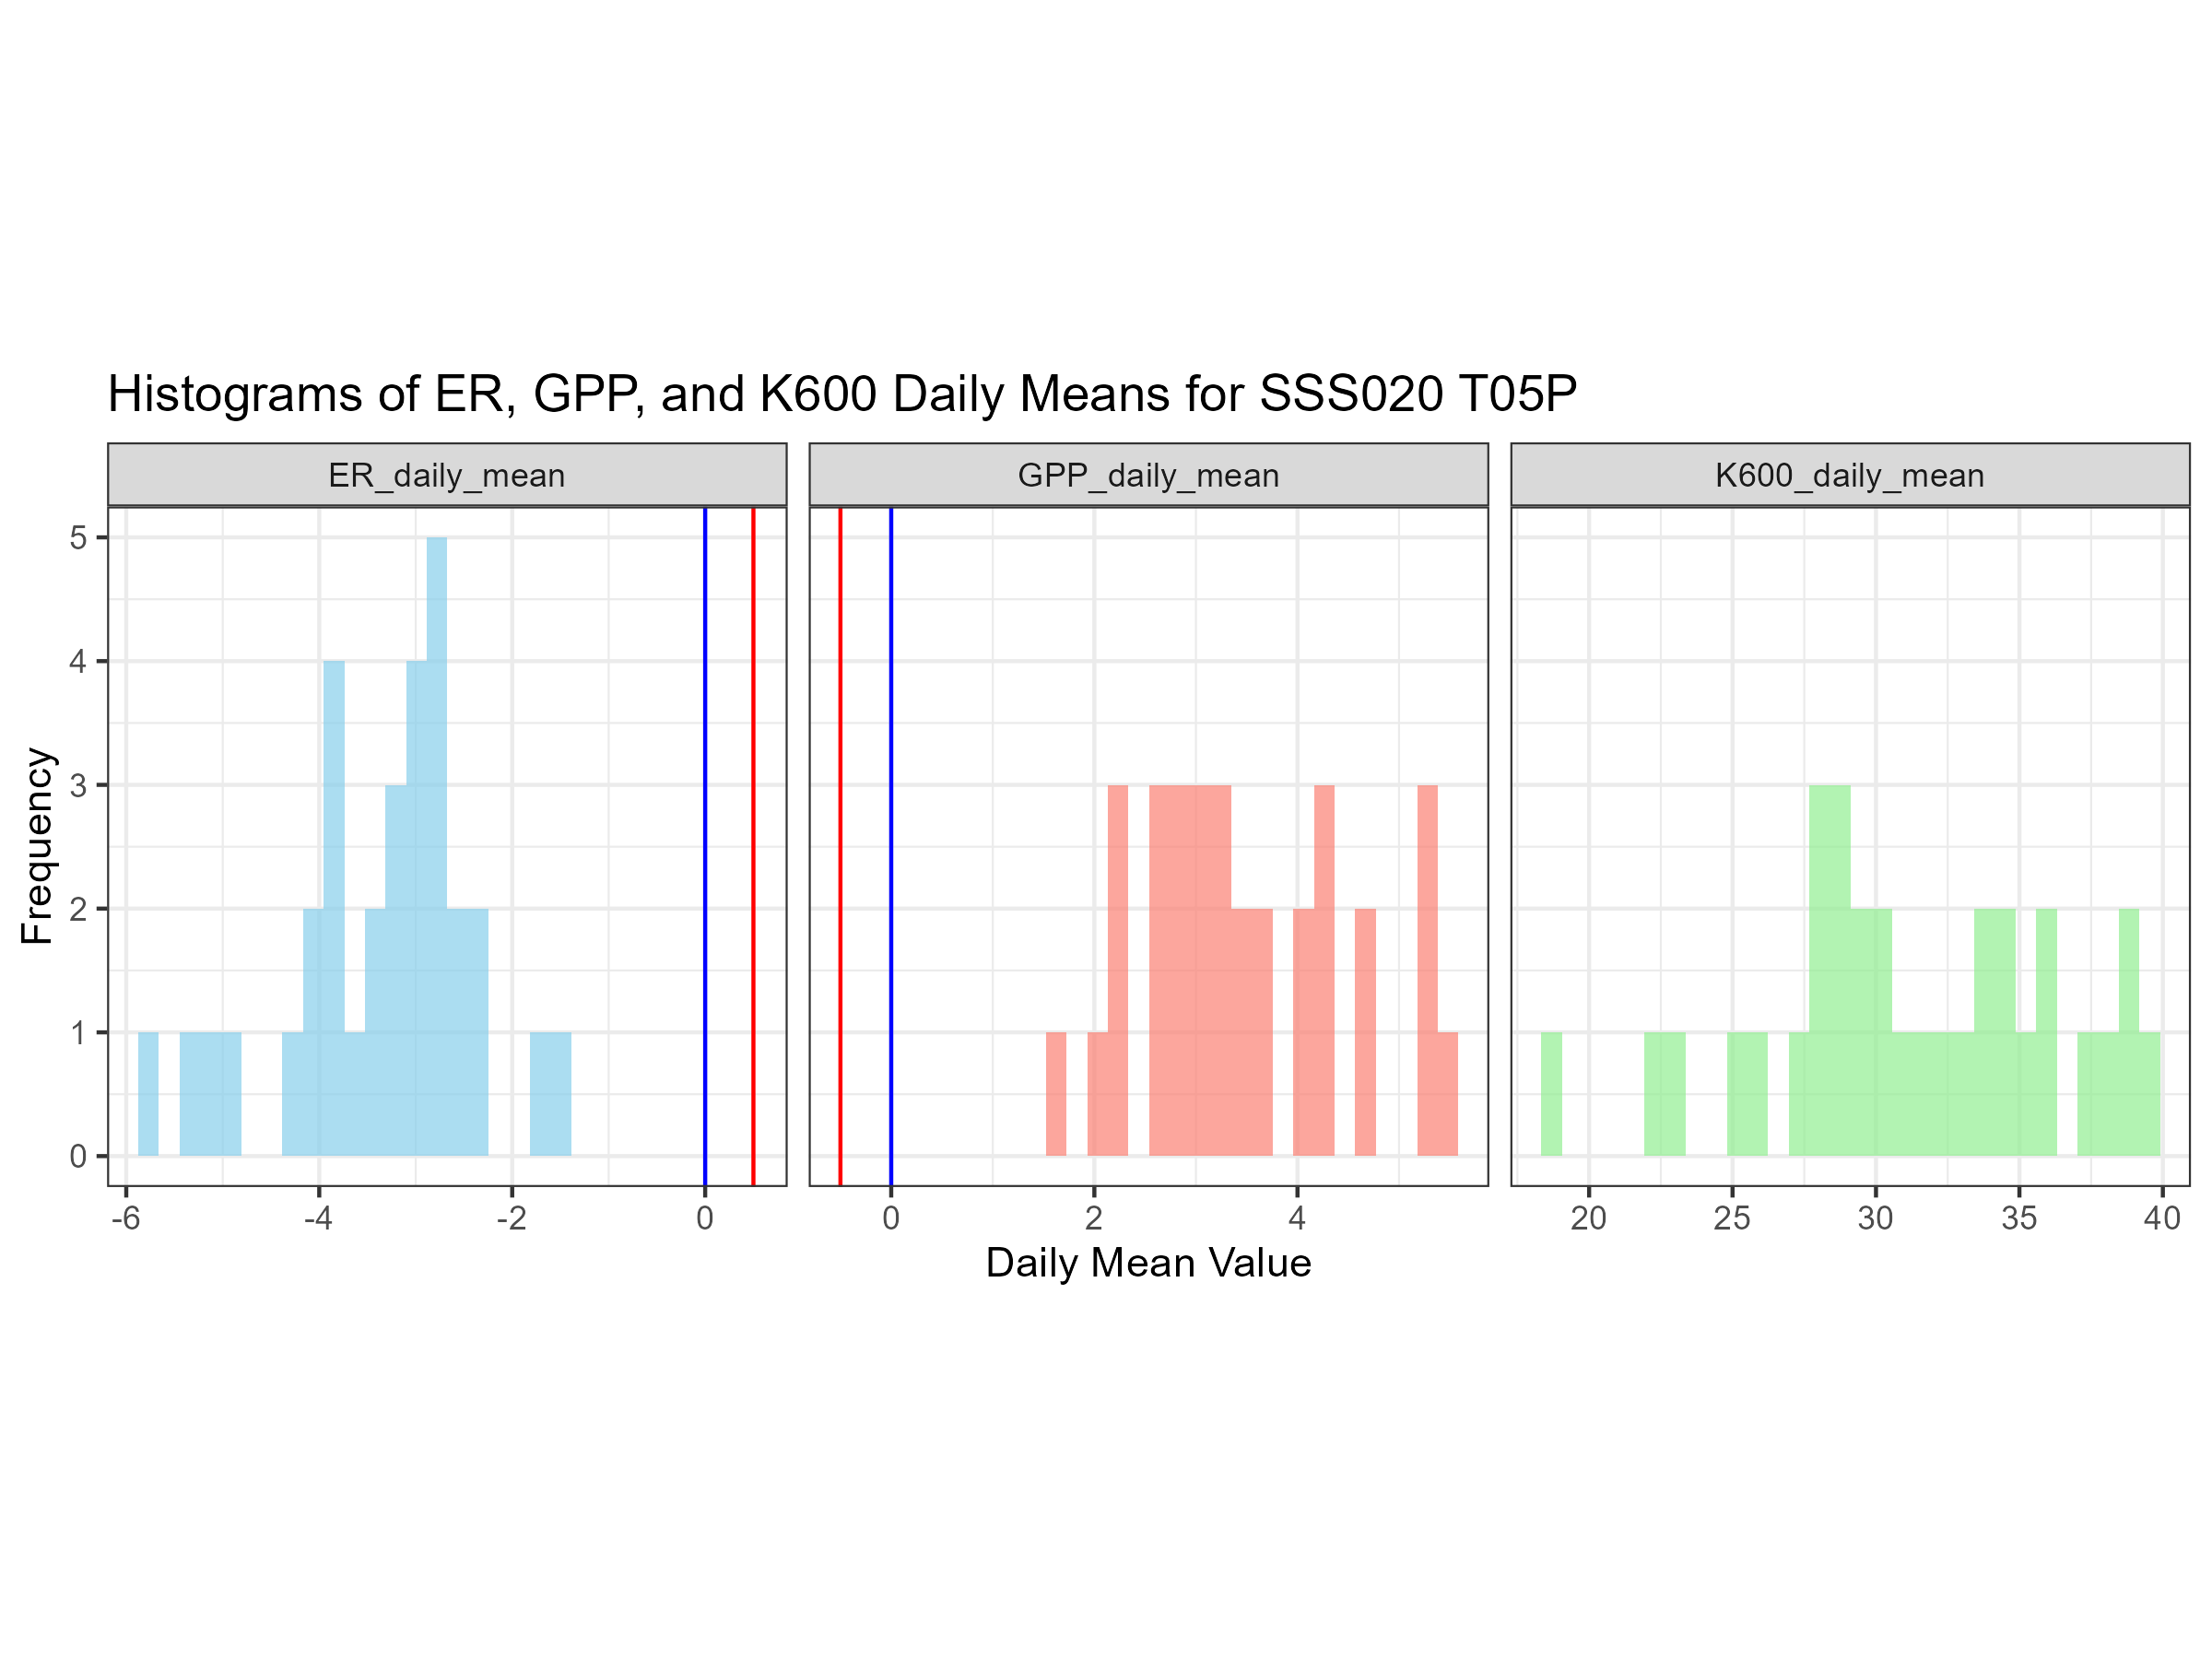 Histograms of ER, GPP, and K600 Daily Means for SSS020 T05P
ER_daily_mean GPP_daily_mean K600_daily_mean
Frequency
5
4
3
2
1
0
-6 -4 -2 0 0 2 4 20 25 30 35 40
Daily Mean Value